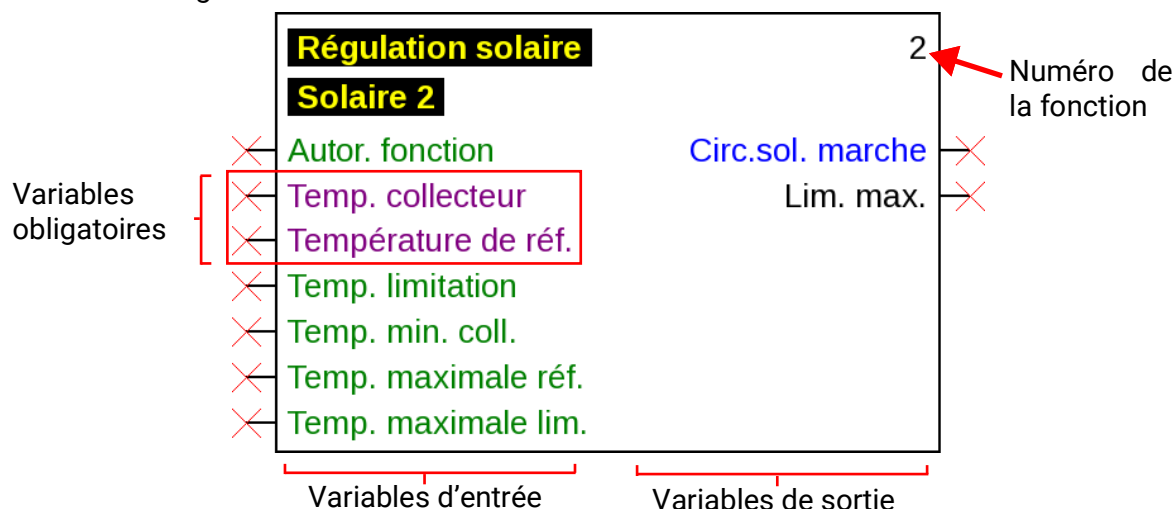 Régulation solaire 2
Solaire 2
Numéro de
la fonction
Autor. fonction Circ.sol. marche
Variables
obligatoires
Temp. collecteur Lim. max.
Température de réf.
Temp. limitation
Temp. min. coll.
Temp. maximale réf.
Temp. maximale lim.
Variables d'entrée Variables de sortie